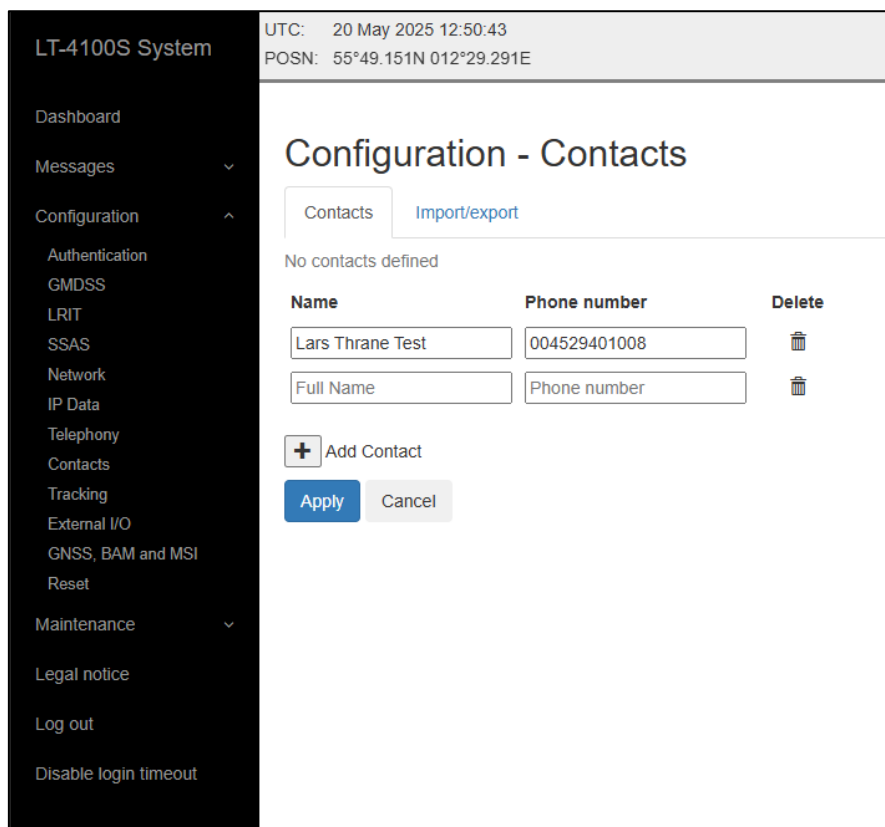 LT-4100S System
Dashboard
Messages
Configuration
Authentication
GMDSS
LRIT
SSAS
Network
IP Data
Telephony
Contacts
Tracking
External I/O
GNSS, BAM and MSI
Reset
Maintenance
Legal notice
Log out
Disable login timeout
UTC: 20 May 2025 12:50:43
POSN: 55°49.151N 012°29.291E
Configuration - Contacts
Contacts Import/export
No contacts defined
Name Phone number Delete
Lars Thrane Test 004529401008
Full Name Phone number
Add Contact
Apply Cancel